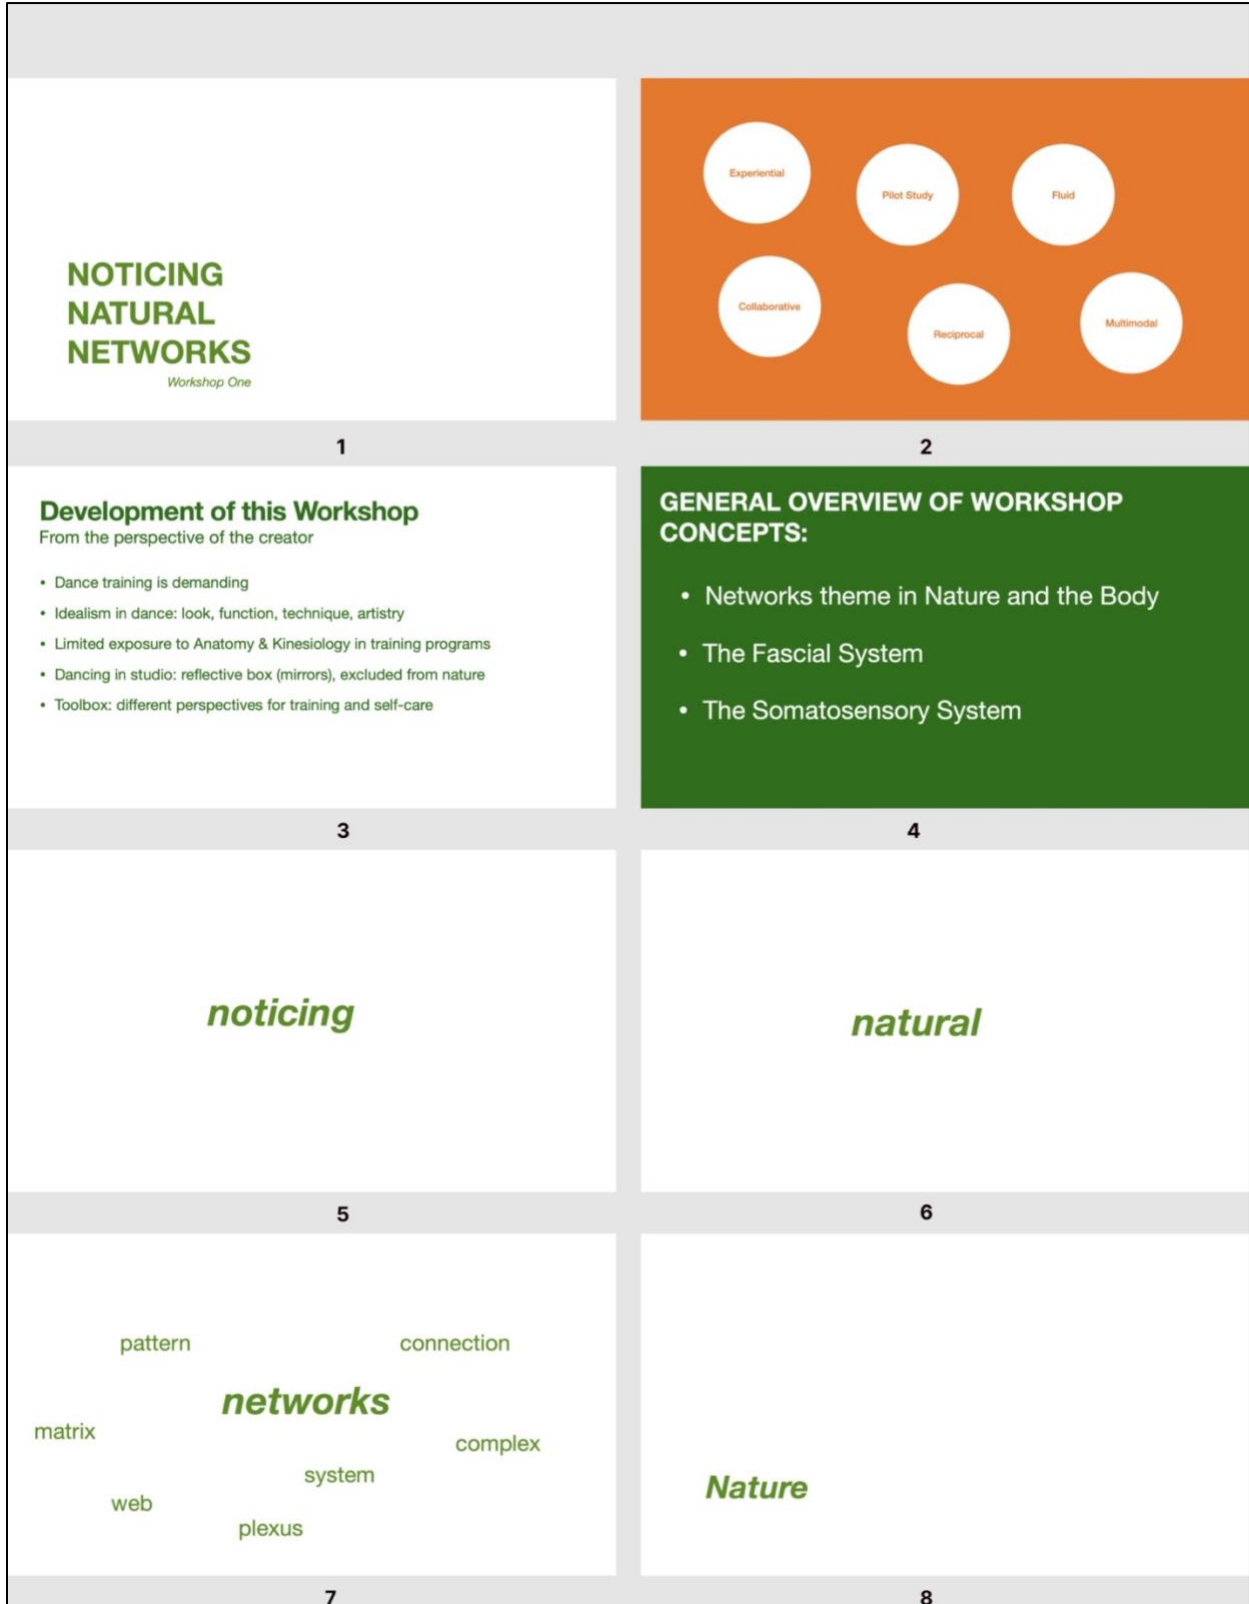 NOTICING
NATURAL
NETWORKS
Workshop One
1
Experiential
Pilot Study
Fluid
Collaborative
Reciprocal
Multimodal
2
Development of this Workshop
From the perspective of the creator
• Dance training is demanding
• Idealism in dance: look, function, technique, artistry
• Limited exposure to Anatomy & Kinesiology in training programs
• Dancing in studio: reflective box (mirrors), excluded from nature
• Toolbox: different perspectives for training and self-care
3
GENERAL OVERVIEW OF WORKSHOP
CONCEPTS:
• Networks theme in Nature and the Body
• The Fascial System
• The Somatosensory System
4
noticing
5
natural
6
pattern
connection
networks
matrix
complex
system
web
plexus
7
Nature
8